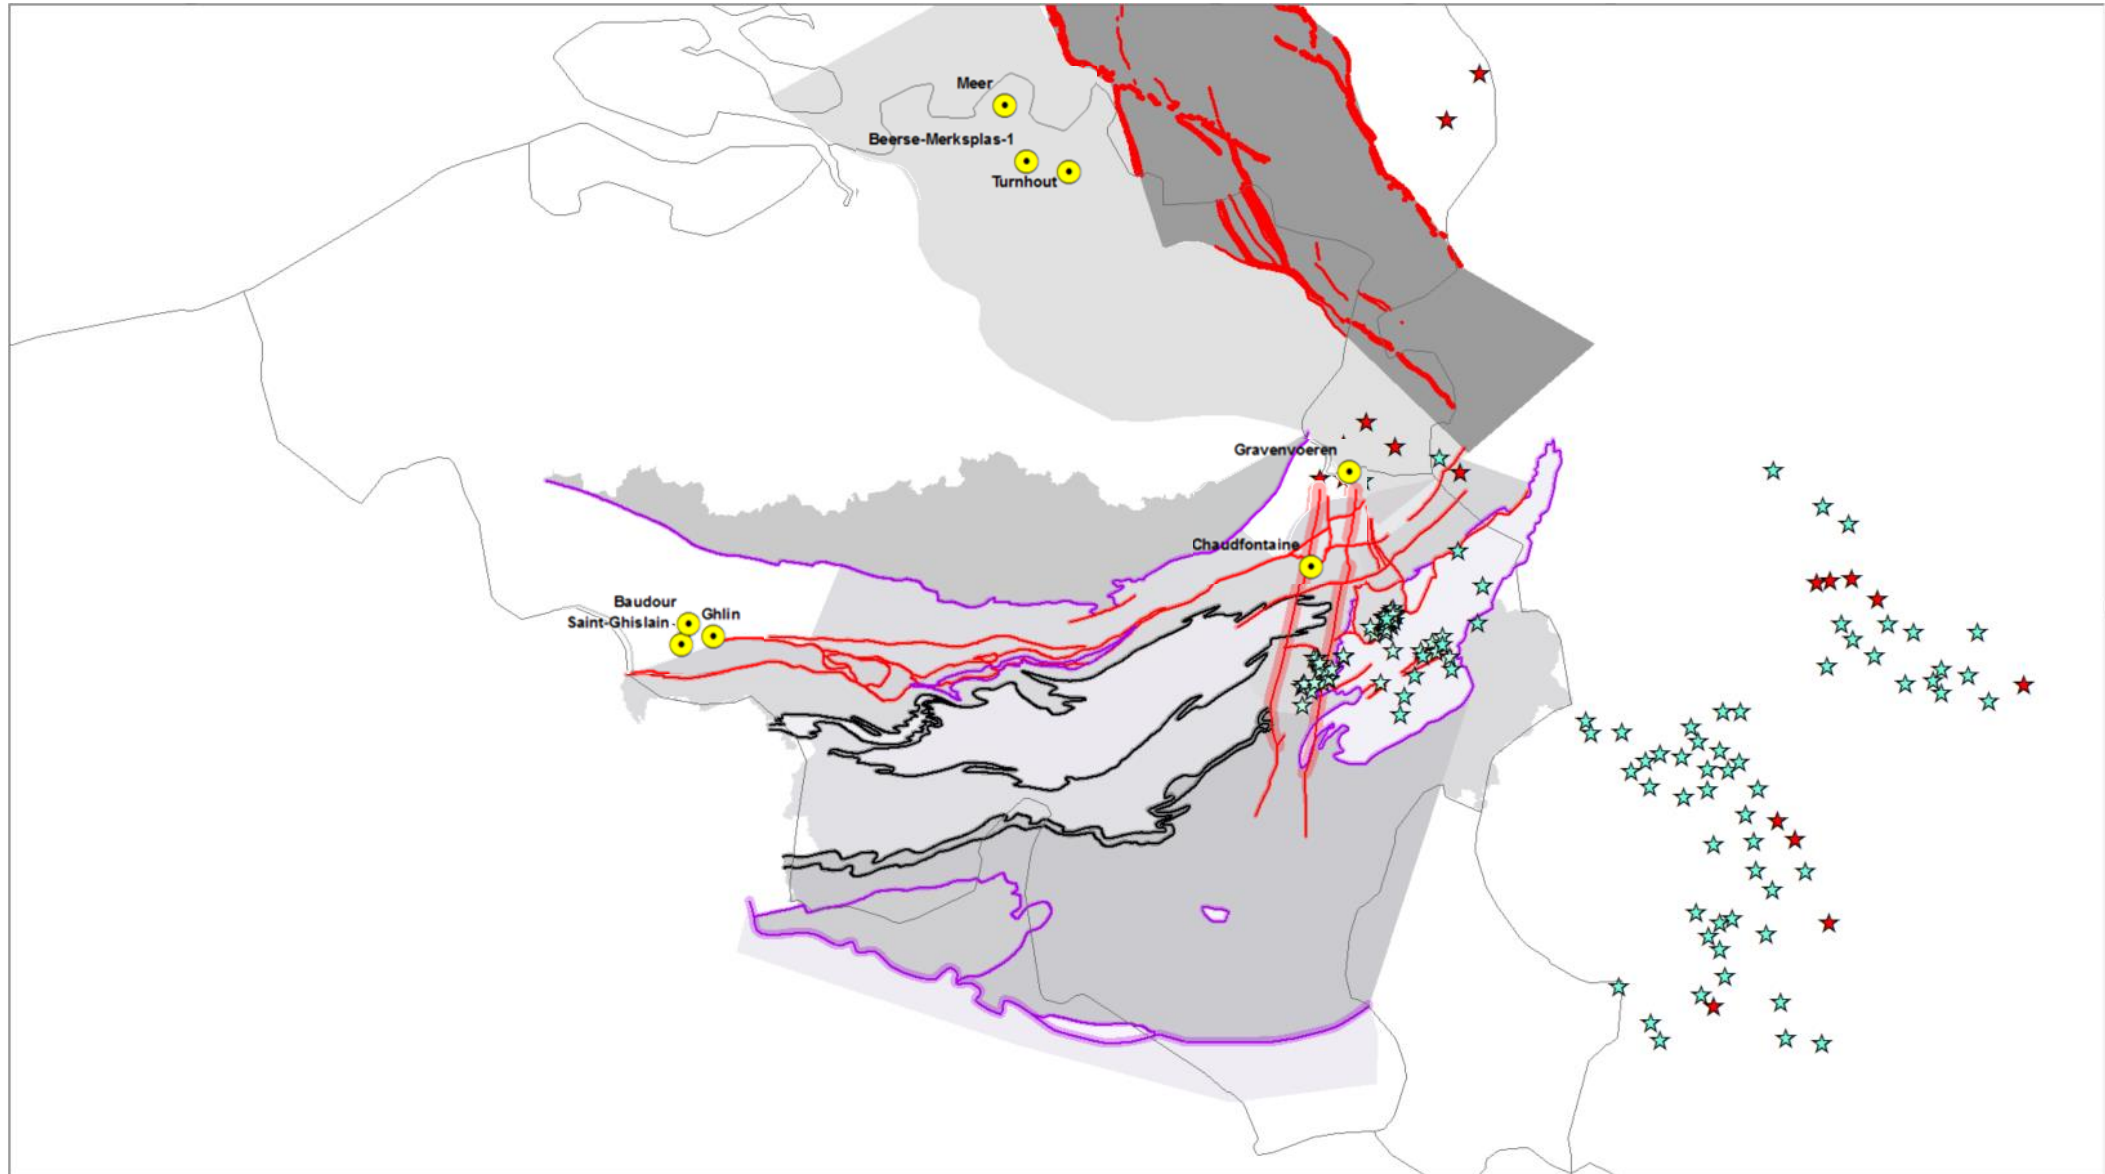 Meer
Beerse-Merksplas-1
Turnhout
Gravenvoeren
Chaudfontaine
Baudour
Ghlin
Saint-Ghislain